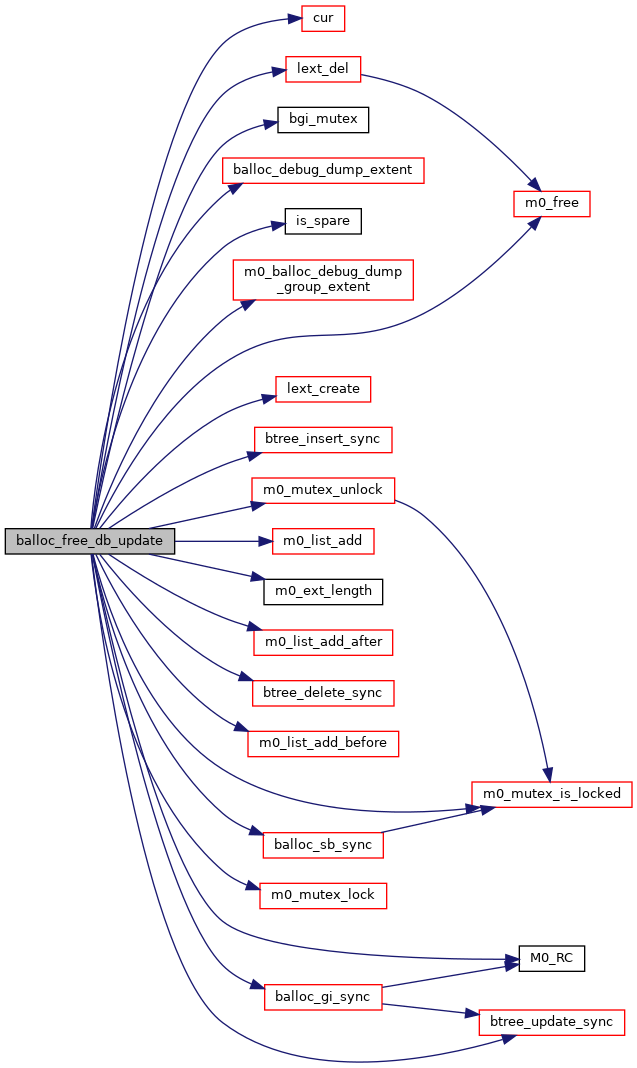 cur
lext_del
bgi_mutex
balloc_debug_dump_extent
m0_free
is_spare
m0_balloc_debug_dump
_group_extent
lext_create
btree_insert_sync
m0_mutex_unlock
balloc_free_db_update
m0_list_add
m0_ext_length
m0_list_add_after
btree_delete_sync
m0_list_add_before
m0_mutex_is_locked
balloc_sb_sync
m0_mutex_lock
M0_RC
balloc_gi_sync
btree_update_sync